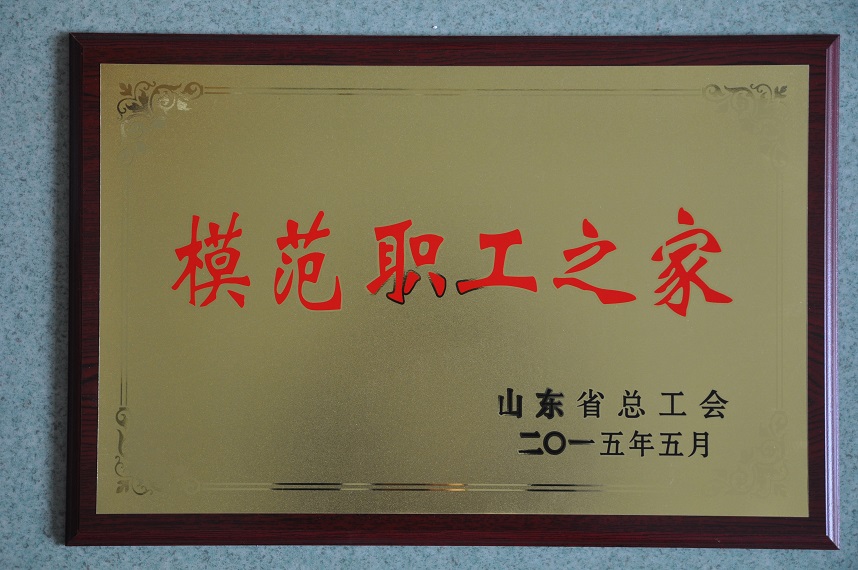 模范职工之家
山东省总工会
二〇一五年五月